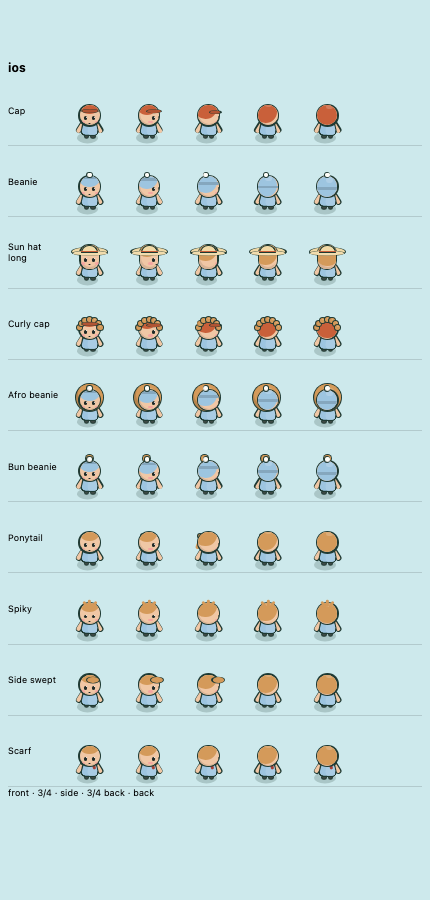 ios
Cap
Beanie
Sun hat
long
Curly cap
Afro beanie
Bun beanie
Ponytail
Spiky
Side swept
Scarf
front · 3/4 · side · 3/4 back · back